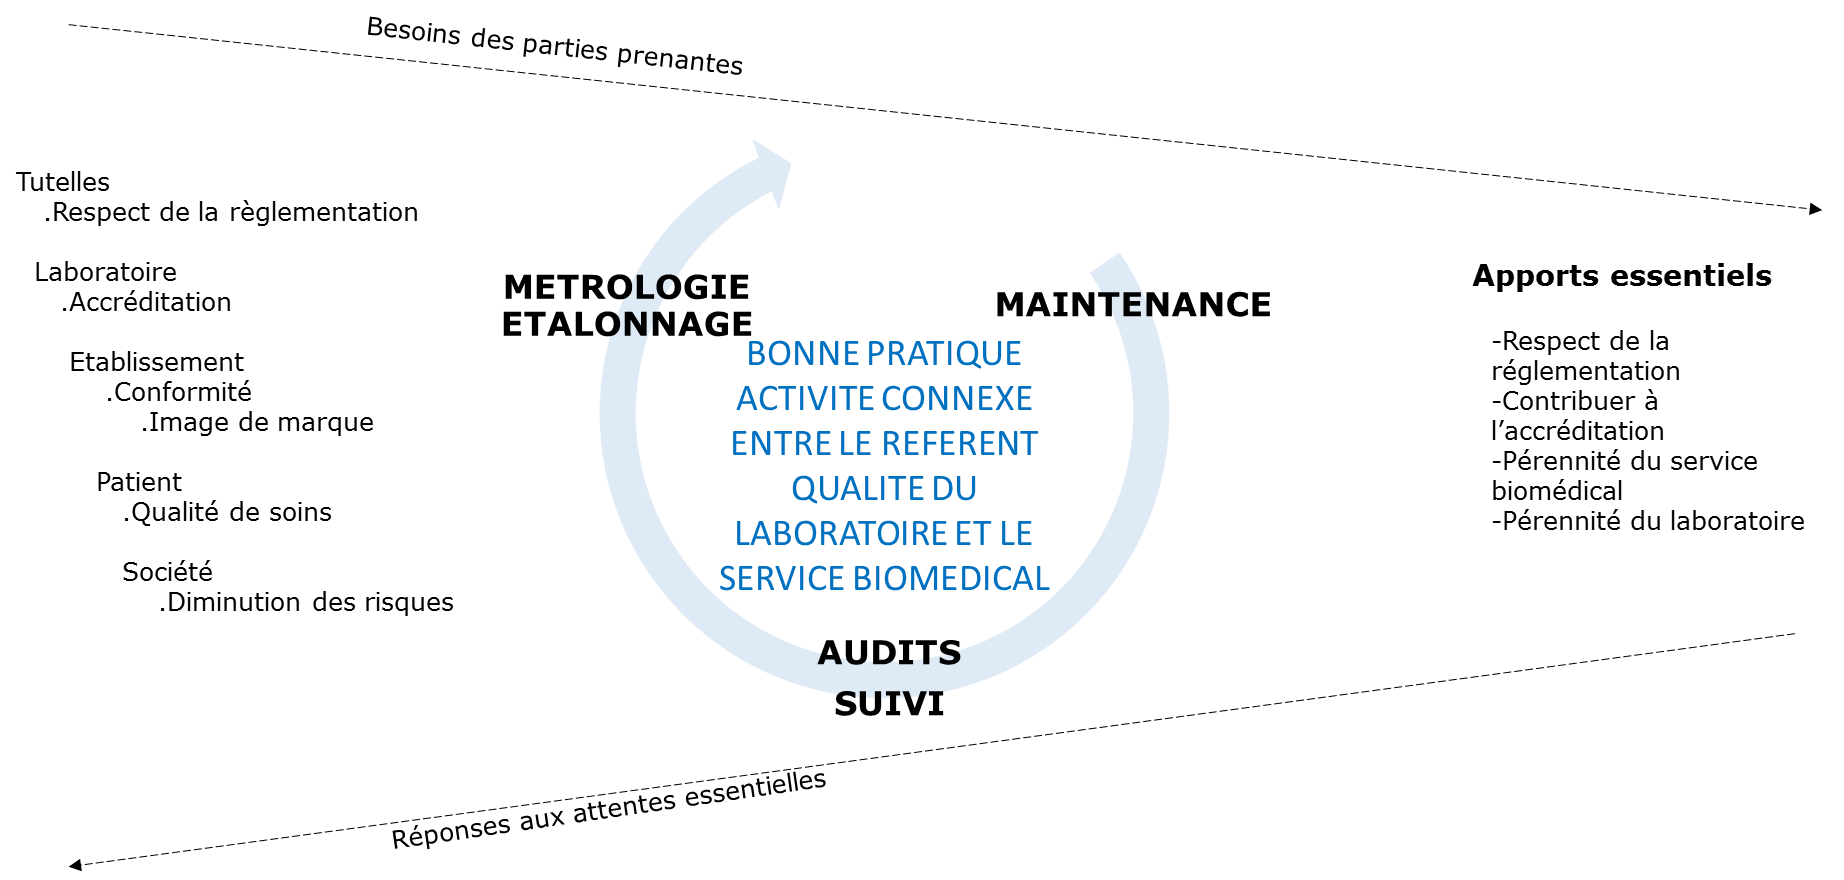 Besoins des parties prenantes
Tutelles
.Respect de la règlementation
Laboratoire
.Accréditation
Etablissement
.Conformité
.Image de marque
Patient
.Qualité de soins
Société
.Diminution des risques
METROLOGIE
ETALONNAGE
MAINTENANCE
BONNE PRATIQUE
ACTIVITE CONNEXE
ENTRE LE REFERENT
QUALITE DU
LABORATOIRE ET LE
SERVICE BIOMEDICAL
AUDITS
SUIVI
Apports essentiels
-Respect de la
réglementation
-Contribuer à
l’accréditation
-Pérennité du service
biomédical
-Pérennité du laboratoire
Réponses aux attentes essentielles